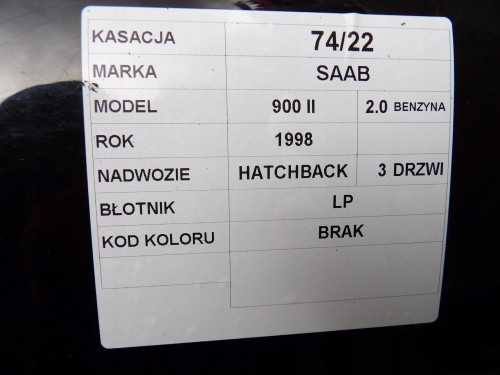 KASACJA 74/22
MARKA SAAB
MODEL 900 II 2.0 BENZYNA
ROK 1998
NADWOZIE HATCHBACK 3 DRZWI
BŁOTNIK LP
KOD KOLORU BRAK